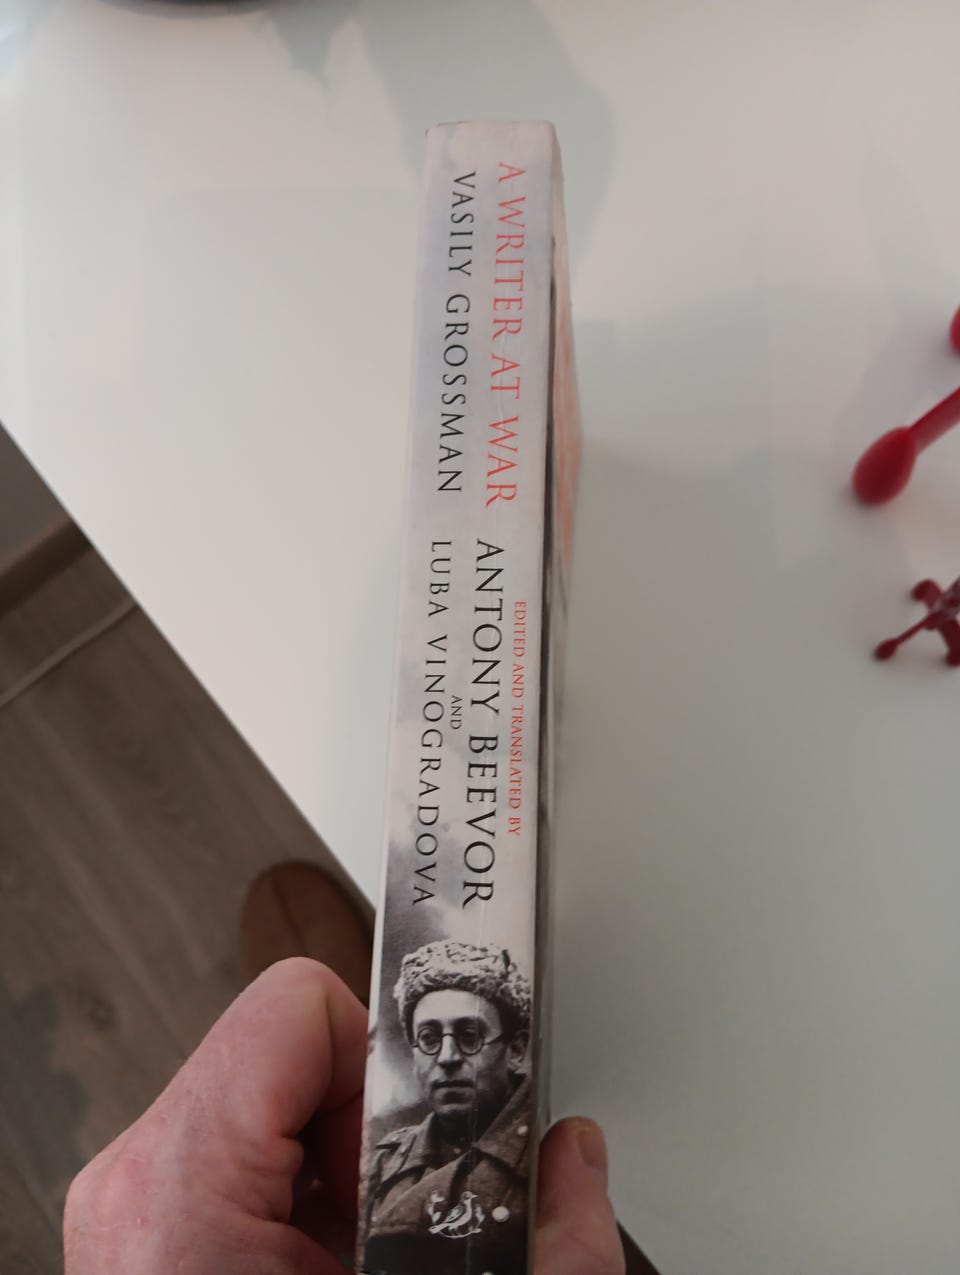 A WRITER AT WAR
VASILY GROSSMAN
EDITED AND TRANSLATED BY
ANTONY BEEVOR
AND
LUBA VINOGRADOVA